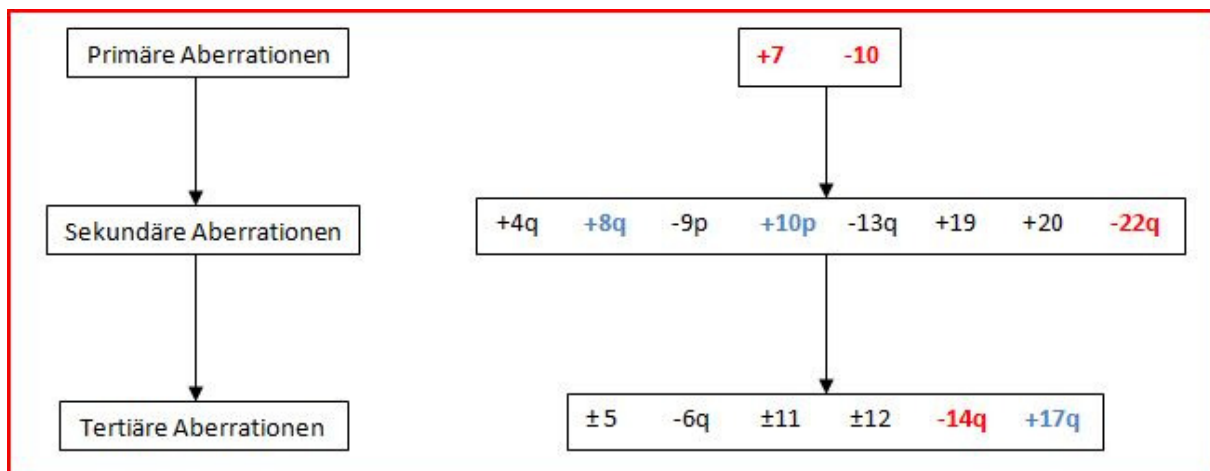 Primäre Aberrationen
+7 -10
Sekundäre Aberrationen
+4q +8q -9p +10p -13q +19 +20 -22q
Tertiäre Aberrationen
±5 -6q ±11 ±12 -14q +17q